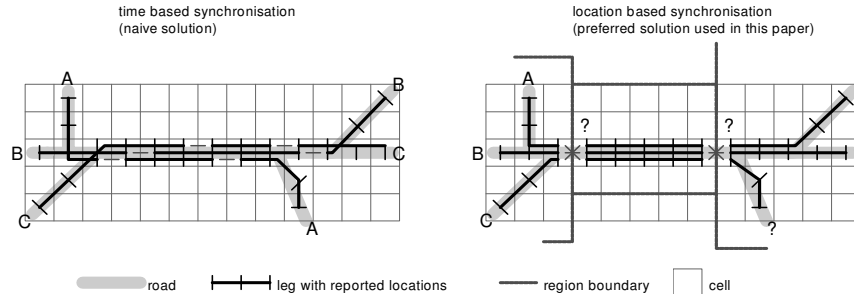 time based synchronisation
(naive solution)
location based synchronisation
(preferred solution used in this paper)
A
B
B
C
C
A
A
?
?
B
C
?
road
leg with reported locations
region boundary
cell